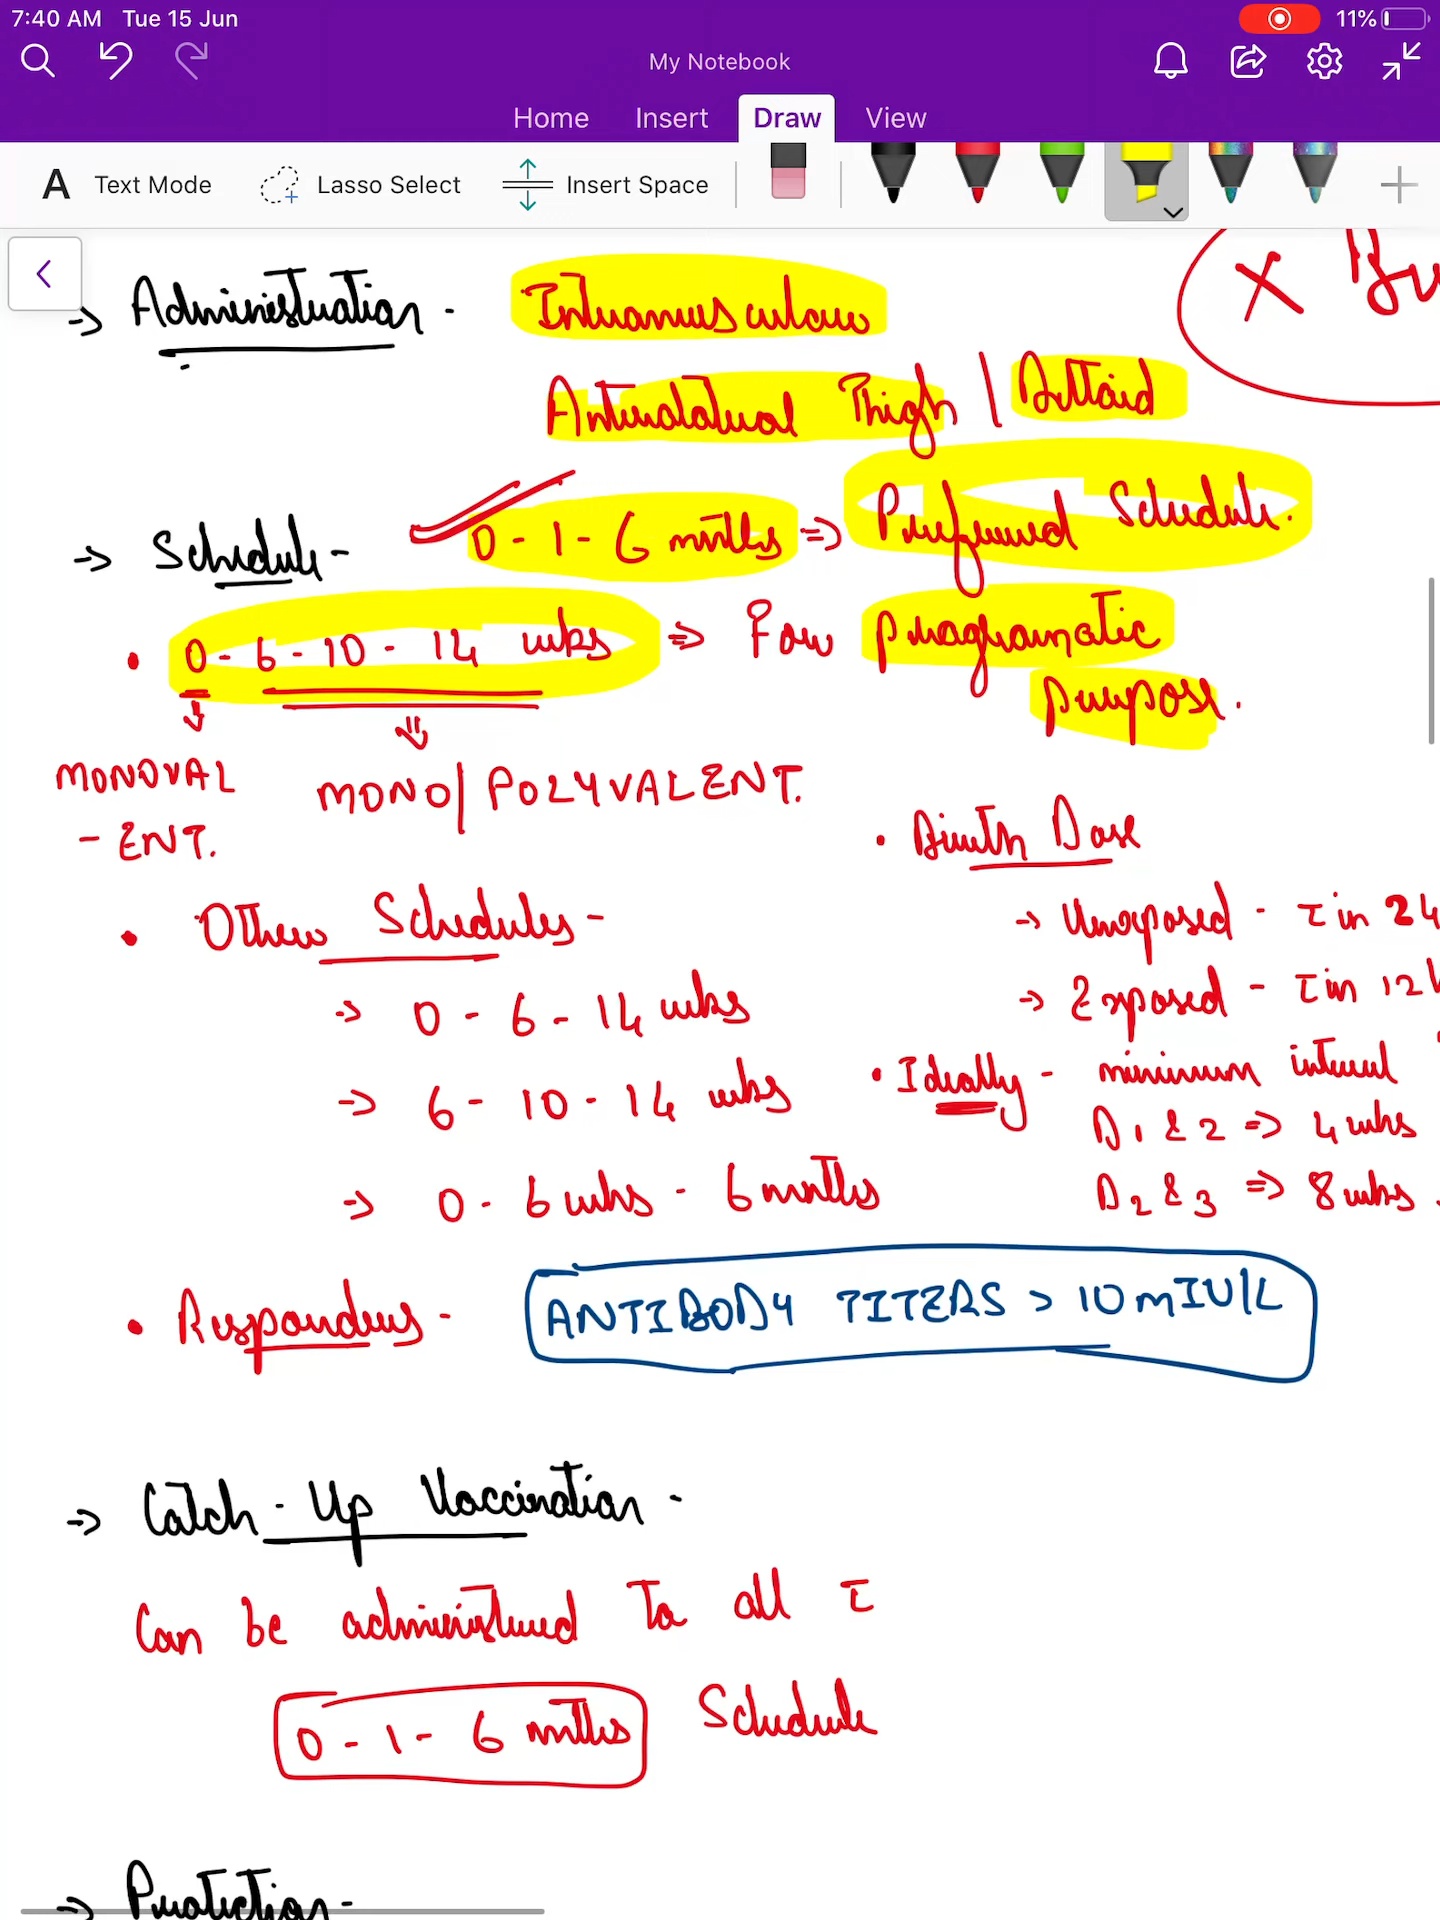 7:40 AM Tue 15 Jun
11%
My Notebook
Home Insert Draw View
A Text Mode Lasso Select Insert Space
→ Administration - Intramuscular
Anterolateral Thigh / Deltoid
→ Schedule - 0 - 1 - 6 mnths ⇒ Preferred Schedule.
• 0 - 6 - 10 - 14 wks ⇒ For programatic
purpose.
MONOVAL
- ENT.
MONO/POLYVALENT.
• Birth Dose
→ Unexposed - in 24
→ Exposed - in 12h
• Other Schedules -
→ 0 - 6 - 14 wks
→ 6 - 10 - 14 wks
→ 0 - 6 wks - 6 mnths
• Ideally - minimum interval
D1 & 2 ⇒ 4 wks
D2 & 3 ⇒ 8 wks.
• Responders - ANTIBODY TITERS > 10 mIU/L
→ Catch-Up Vaccination -
Can be administered to all
0 - 1 - 6 mnths Schedule
→ Protection -